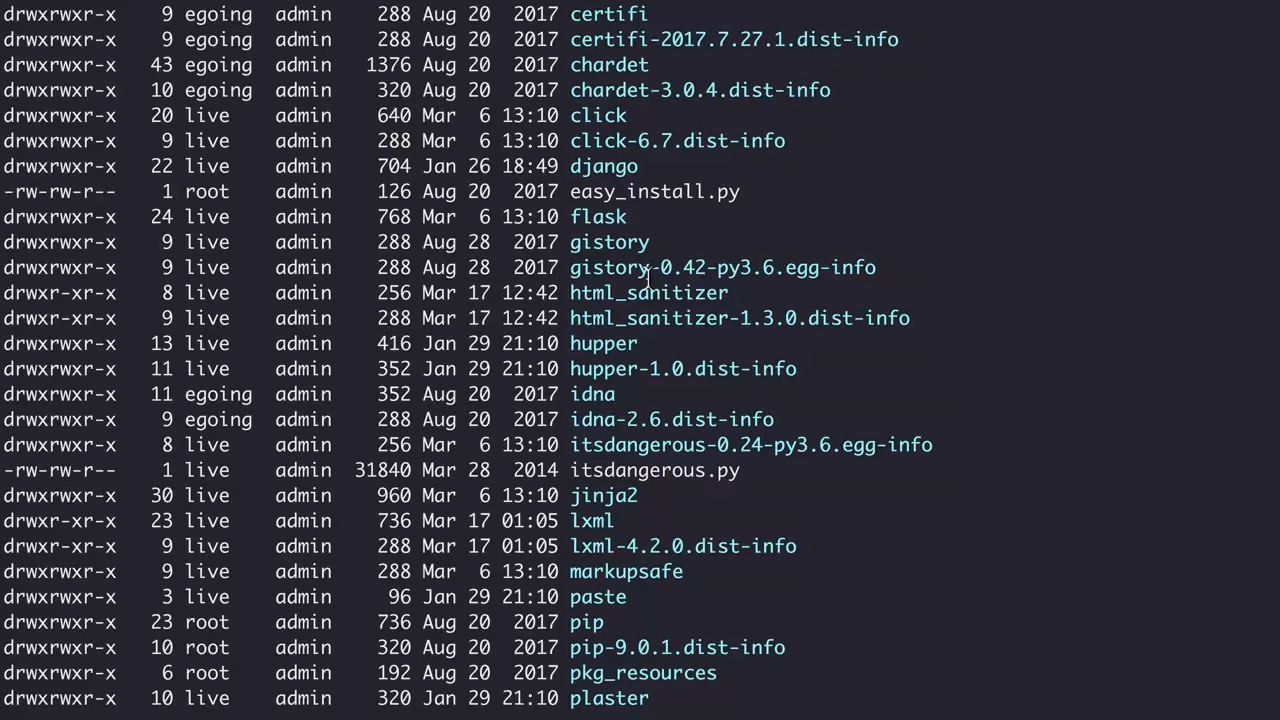 drwxrwxr-x   9 egoing  admin    288 Aug 20  2017 certifi
drwxrwxr-x   9 egoing  admin    288 Aug 20  2017 certifi-2017.7.27.1.dist-info
drwxrwxr-x  43 egoing  admin   1376 Aug 20  2017 chardet
drwxrwxr-x  10 egoing  admin    320 Aug 20  2017 chardet-3.0.4.dist-info
drwxrwxr-x  20 live    admin    640 Mar  6 13:10 click
drwxrwxr-x   9 live    admin    288 Mar  6 13:10 click-6.7.dist-info
drwxrwxr-x  22 live    admin    704 Jan 26 18:49 django
-rw-rw-r--   1 root    admin    126 Aug 20  2017 easy_install.py
drwxrwxr-x  24 live    admin    768 Mar  6 13:10 flask
drwxrwxr-x   9 live    admin    288 Aug 28  2017 gistory
drwxrwxr-x   9 live    admin    288 Aug 28  2017 gistory-0.42-py3.6.egg-info
drwxr-xr-x   8 live    admin    256 Mar 17 12:42 html_sanitizer
drwxr-xr-x   9 live    admin    288 Mar 17 12:42 html_sanitizer-1.3.0.dist-info
drwxrwxr-x  13 live    admin    416 Jan 29 21:10 hupper
drwxrwxr-x  11 live    admin    352 Jan 29 21:10 hupper-1.0.dist-info
drwxrwxr-x  11 egoing  admin    352 Aug 20  2017 idna
drwxrwxr-x   9 egoing  admin    288 Aug 20  2017 idna-2.6.dist-info
drwxrwxr-x   8 live    admin    256 Mar  6 13:10 itsdangerous-0.24-py3.6.egg-info
-rw-rw-r--   1 live    admin  31840 Mar 28  2014 itsdangerous.py
drwxrwxr-x  30 live    admin    960 Mar  6 13:10 jinja2
drwxr-xr-x  23 live    admin    736 Mar 17 01:05 lxml
drwxr-xr-x   9 live    admin    288 Mar 17 01:05 lxml-4.2.0.dist-info
drwxrwxr-x   9 live    admin    288 Mar  6 13:10 markupsafe
drwxrwxr-x   3 live    admin     96 Jan 29 21:10 paste
drwxrwxr-x  23 root    admin    736 Aug 20  2017 pip
drwxrwxr-x  10 root    admin    320 Aug 20  2017 pip-9.0.1.dist-info
drwxrwxr-x   6 root    admin    192 Aug 20  2017 pkg_resources
drwxrwxr-x  10 live    admin    320 Jan 29 21:10 plaster